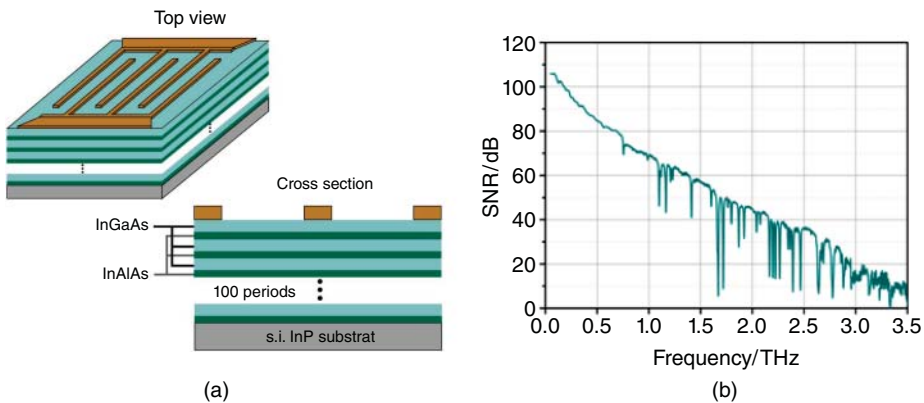 Top view
Cross section
InGaAs
InAlAs
100 periods
s.i. InP substrat
(a)
120
100
80
60
40
20
0
SNR/dB
0.0 0.5 1.0 1.5 2.0 2.5 3.0 3.5
Frequency/THz
(b)